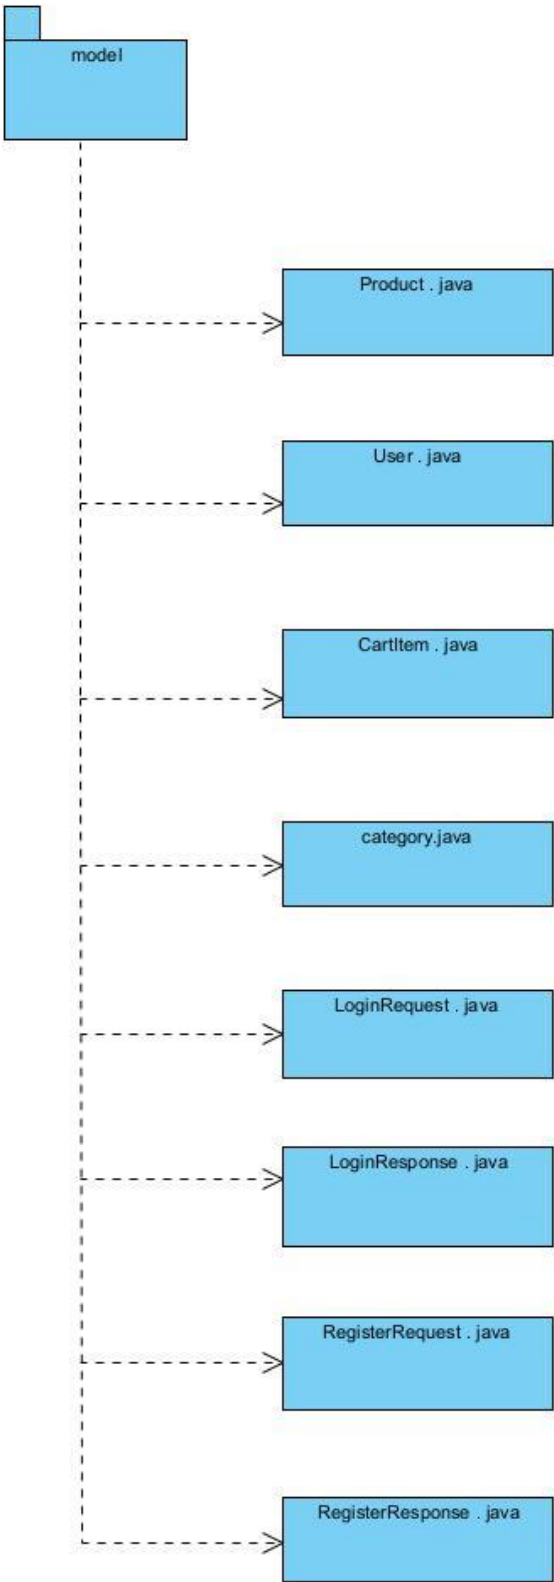 model
Product . java
User . java
CartItem . java
category.java
LoginRequest . java
LoginResponse . java
RegisterRequest . java
RegisterResponse . java